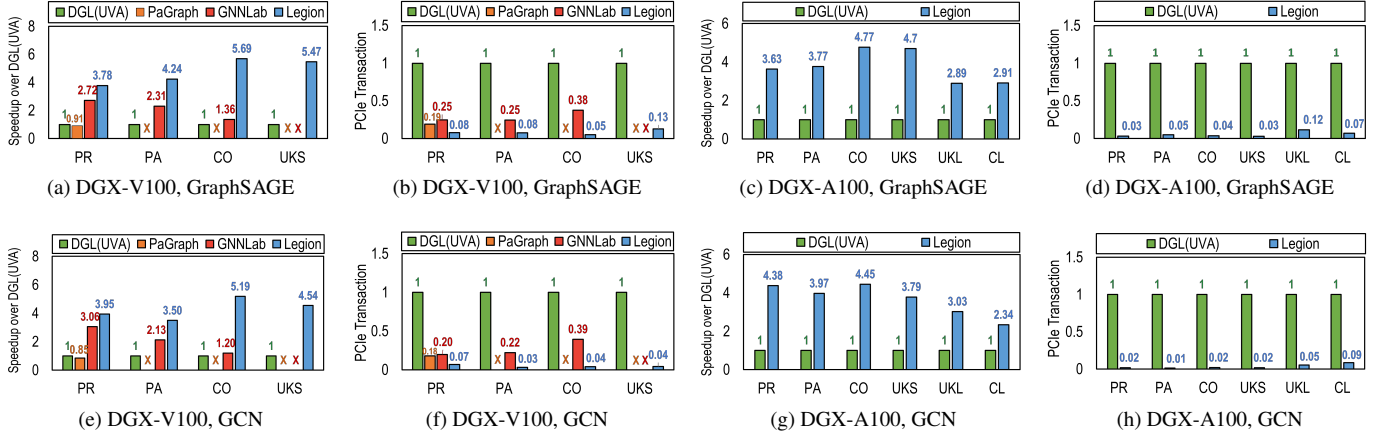 DGL(UVA) PaGraph GNNLab Legion
Speedup over DGL(UVA)
8
6
4
2
0
1 0.91 2.72 3.78
1 X 2.31 4.24
1 X 1.36 5.69
1 X X 5.47
PR PA CO UKS
(a) DGX-V100, GraphSAGE
DGL(UVA) PaGraph GNNLab Legion
PCIe Transaction
1.5
1
0.5
0
1 0.19 0.25 0.08
1 X 0.25 0.08
1 X 0.38 0.05
1 X X 0.13
PR PA CO UKS
(b) DGX-V100, GraphSAGE
DGL(UVA) Legion
Speedup over DGL(UVA)
6
4
2
0
1 3.63
1 3.77
1 4.77
1 4.7
1 2.89
1 2.91
PR PA CO UKS UKL CL
(c) DGX-A100, GraphSAGE
DGL(UVA) Legion
PCIe Transaction
1.5
1
0.5
0
1 0.03
1 0.05
1 0.04
1 0.03
1 0.12
1 0.07
PR PA CO UKS UKL CL
(d) DGX-A100, GraphSAGE
DGL(UVA) PaGraph GNNLab Legion
Speedup over DGL(UVA)
8
6
4
2
0
1 0.85 3.06 3.95
1 X 2.13 3.50
1 X 1.20 5.19
1 X X 4.54
PR PA CO UKS
(e) DGX-V100, GCN
DGL(UVA) PaGraph GNNLab Legion
PCIe Transaction
1.5
1
0.5
0
1 0.18 0.20 0.07
1 X 0.22 0.03
1 X 0.39 0.04
1 X X 0.04
PR PA CO UKS
(f) DGX-V100, GCN
DGL(UVA) Legion
Speedup over DGL(UVA)
6
4
2
0
1 4.38
1 3.97
1 4.45
1 3.79
1 3.03
1 2.34
PR PA CO UKS UKL CL
(g) DGX-A100, GCN
DGL(UVA) Legion
PCIe Transaction
1.5
1
0.5
0
1 0.02
1 0.01
1 0.02
1 0.02
1 0.05
1 0.09
PR PA CO UKS UKL CL
(h) DGX-A100, GCN